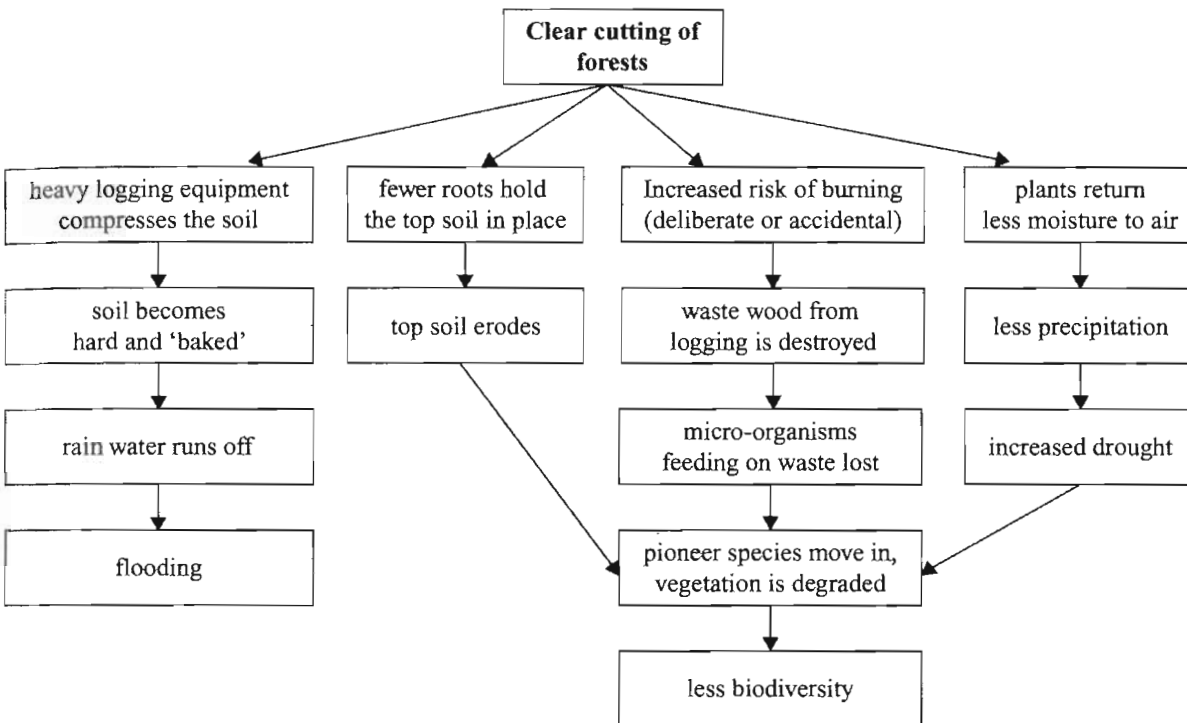 Clear cutting of
forests
heavy logging equipment
compresses the soil
fewer roots hold
the top soil in place
Increased risk of burning
(deliberate or accidental)
plants return
less moisture to air
soil becomes
hard and ‘baked’
top soil erodes
waste wood from
logging is destroyed
less precipitation
rain water runs off
micro-organisms
feeding on waste lost
increased drought
flooding
pioneer species move in,
vegetation is degraded
less biodiversity